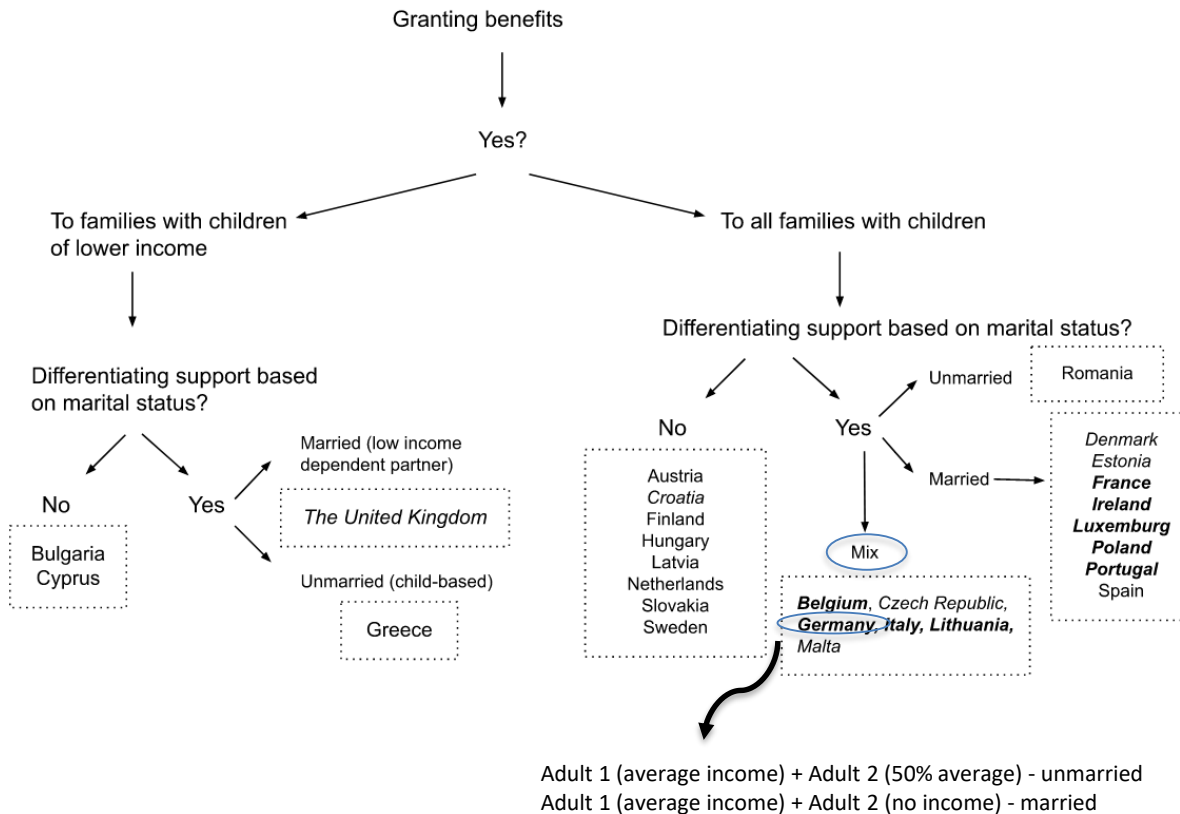 Granting benefits
Yes?
To families with children
of lower income
To all families with children
Differentiating support based
on marital status?
No
Yes
Married (low income
dependent partner)
The United Kingdom
Unmarried (child-based)
Greece
Bulgaria
Cyprus
Differentiating support based on marital status?
No
Austria
Croatia
Finland
Hungary
Latvia
Netherlands
Slovakia
Sweden
Yes
Unmarried
Romania
Married
Denmark
Estonia
France
Ireland
Luxemburg
Poland
Portugal
Spain
Mix
Belgium, Czech Republic,
Germany, Italy, Lithuania,
Malta
Adult 1 (average income) + Adult 2 (50% average) - unmarried
Adult 1 (average income) + Adult 2 (no income) - married